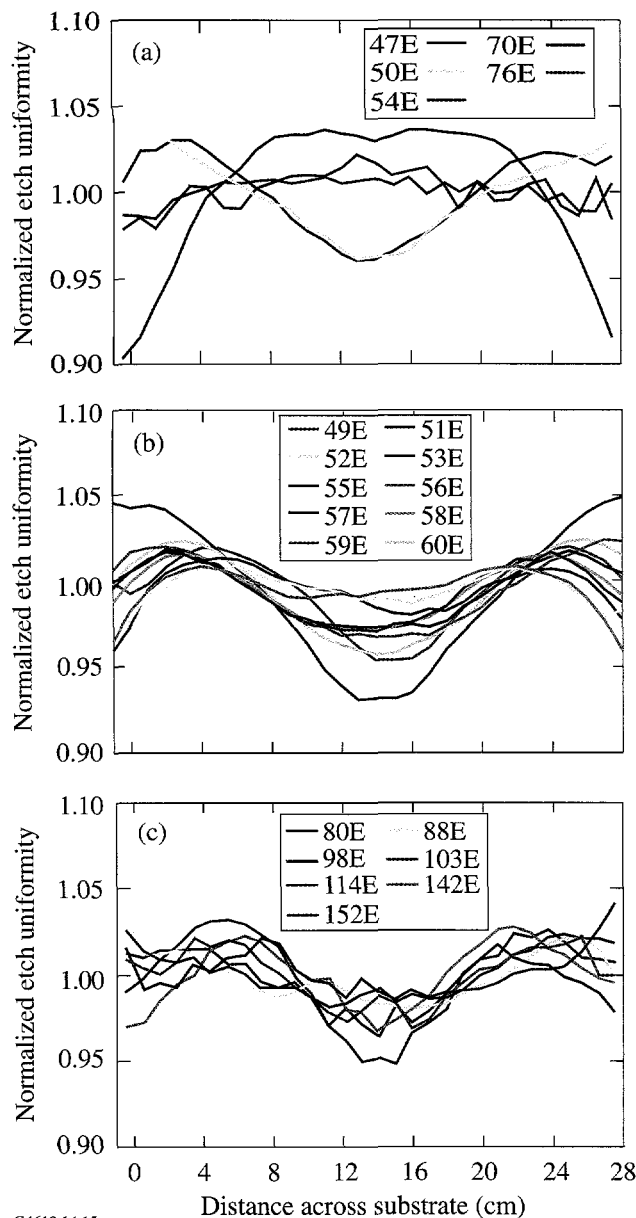 1.10
(a)
47E 70E
50E 76E
54E
1.05
1.00
0.95
0.90
Normalized etch uniformity
1.10
(b)
49E 51E
52E 53E
55E 56E
57E 58E
59E 60E
1.05
1.00
0.95
0.90
Normalized etch uniformity
1.10
(c)
80E 88E
98E 103E
114E 142E
152E
1.05
1.00
0.95
0.90
Normalized etch uniformity
0 4 8 12 16 20 24 28
Distance across substrate (cm)